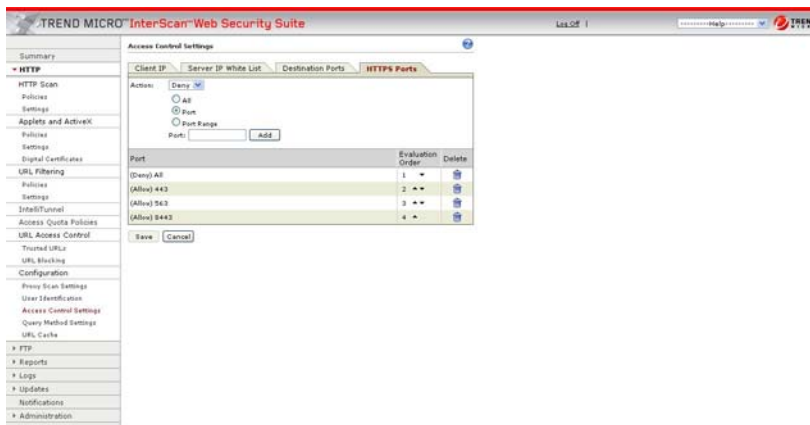 TREND MICRO™ InterScan™ Web Security Suite
Log Off |
----------Help----------
TREN
Access Control Settings
Client IP
Server IP White List
Destination Ports
HTTPS Ports
Action:
Deny
All
Port
Port Range
Port:
Add
Port
Evaluation Order
Delete
(Deny) All
1
(Allow) 443
2
(Allow) 563
3
(Allow) 8443
4
Save
Cancel
Summary
HTTP
HTTP Scan
Policies
Settings
Applets and ActiveX
Policies
Settings
Digital Certificates
URL Filtering
Policies
Settings
IntelliTunnel
Access Quota Policies
URL Access Control
Trusted URLs
URL Blocking
Configuration
Proxy Scan Settings
User Identification
Access Control Settings
Query Method Settings
URL Cache
FTP
Reports
Logs
Updates
Notifications
Administration